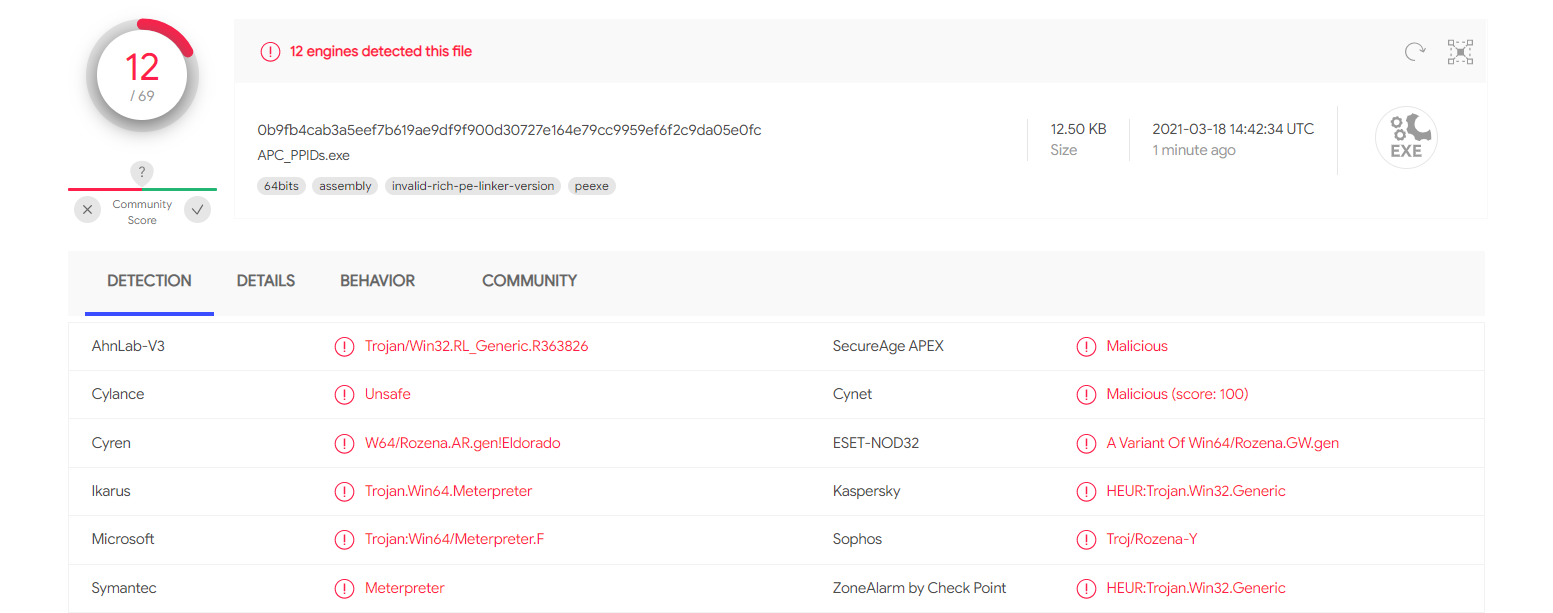 12
/ 69
?
Community
Score
12 engines detected this file
0b9fb4cab3a5eef7b619ae9df9f900d30727e164e79cc9959ef6f2c9da05e0fc
APC_PPIDs.exe
64bits assembly invalid-rich-pe-linker-version peexe
12.50 KB
Size
2021-03-18 14:42:34 UTC
1 minute ago
EXE
DETECTION DETAILS BEHAVIOR COMMUNITY
AhnLab-V3 Trojan/Win32.RL_Generic.R363826 SecureAge APEX Malicious
Cylance Unsafe Cynet Malicious (score: 100)
Cyren W64/Rozena.AR.gen!Eldorado ESET-NOD32 A Variant Of Win64/Rozena.GW.gen
Ikarus Trojan.Win64.Meterpreter Kaspersky HEUR:Trojan.Win32.Generic
Microsoft Trojan:Win64/Meterpreter.F Sophos Troj/Rozena-Y
Symantec Meterpreter ZoneAlarm by Check Point HEUR:Trojan.Win32.Generic